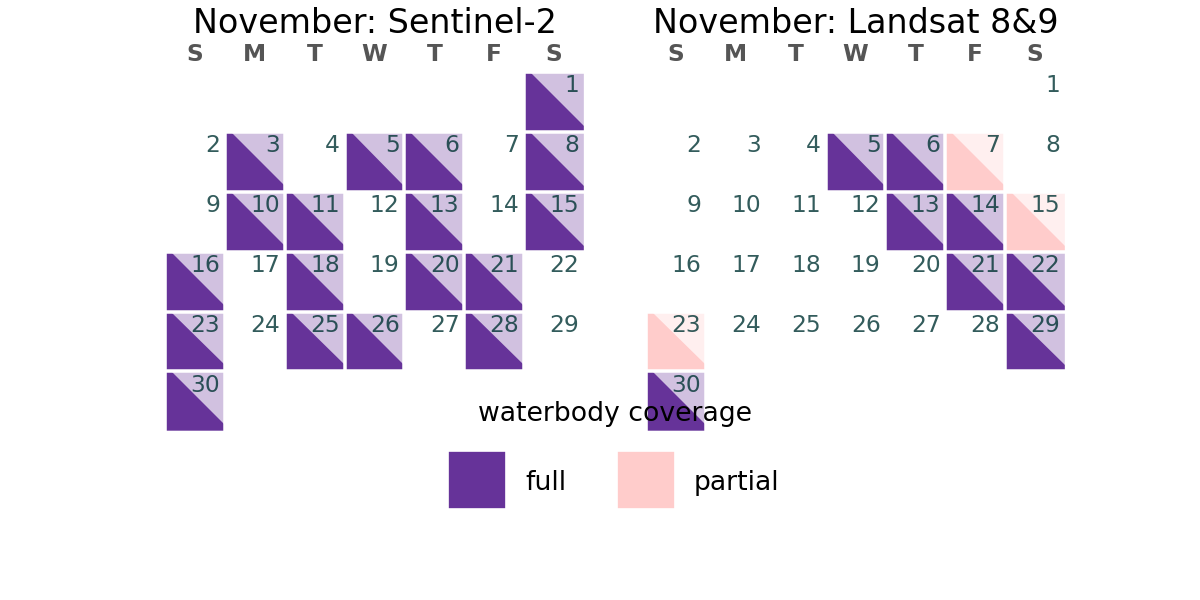 November: Sentinel-2
S M T W T F S
1
2 3 4 5 6 7 8
9 10 11 12 13 14 15
16 17 18 19 20 21 22
23 24 25 26 27 28 29
30
November: Landsat 8&9
S M T W T F S
1
2 3 4 5 6 7 8
9 10 11 12 13 14 15
16 17 18 19 20 21 22
23 24 25 26 27 28 29
30
waterbody coverage
full partial